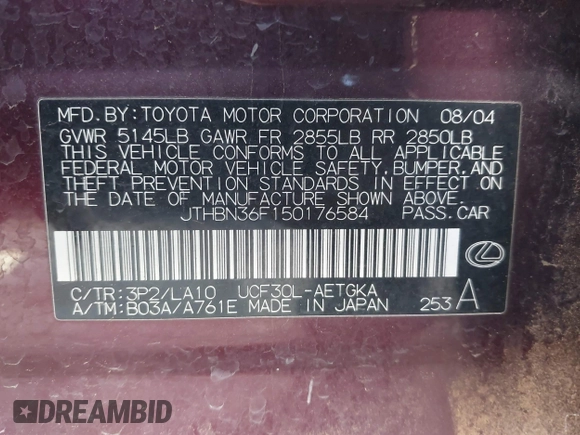 MFD.BY:TOYOTA MOTOR CORPORATION 08/04
GVWR 5145LB GAWR FR 2855LB RR 2850LB
THIS VEHICLE CONFORMS TO ALL APPLICABLE
FEDERAL MOTOR VEHICLE SAFETY,BUMPER,AND
THEFT PREVENTION STANDARDS IN EFFECT ON
THE DATE OF MANUFACTURE SHOWN ABOVE.
JTHBN36F150176584 PASS.CAR
C/TR:3P2/LA10 UCF30L-AETGKA
A/TM:B03A/A761E MADE IN JAPAN 253 A
DREAMBID